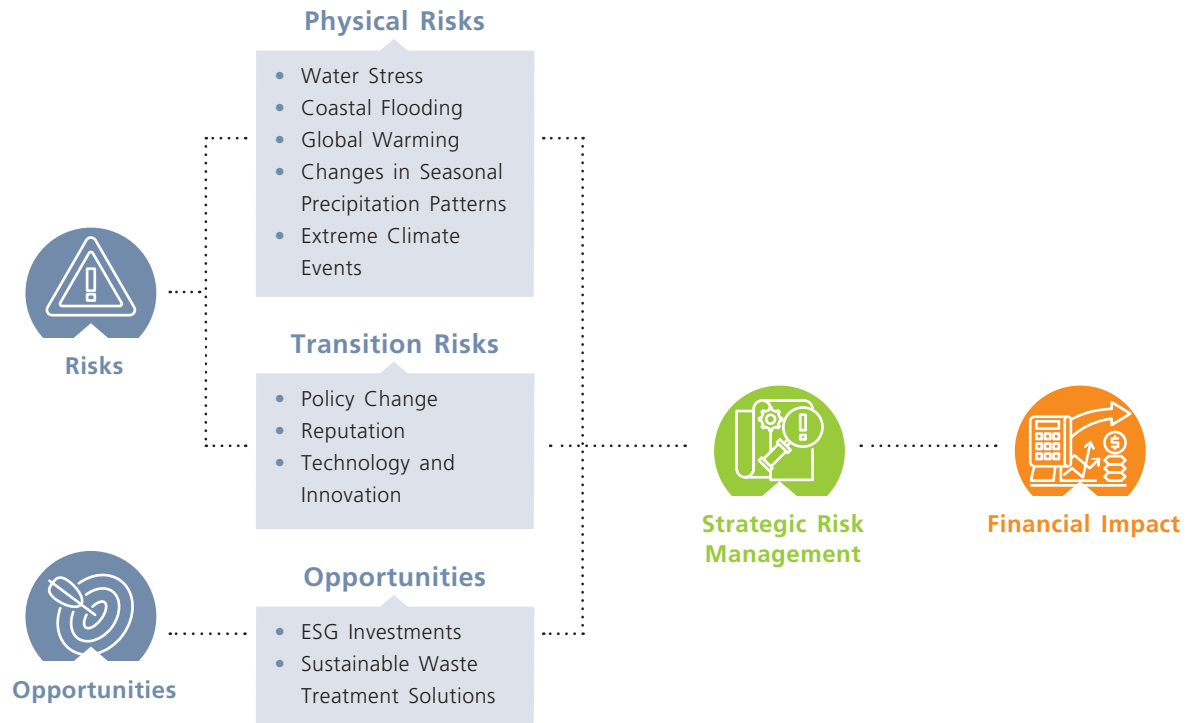 Physical Risks
Water Stress
Coastal Flooding
Global Warming
Changes in Seasonal
Precipitation Patterns
Extreme Climate
Events
Risks
Transition Risks
Policy Change
Reputation
Technology and
Innovation
Strategic Risk
Management
Financial Impact
Opportunities
ESG Investments
Sustainable Waste
Treatment Solutions
Opportunities